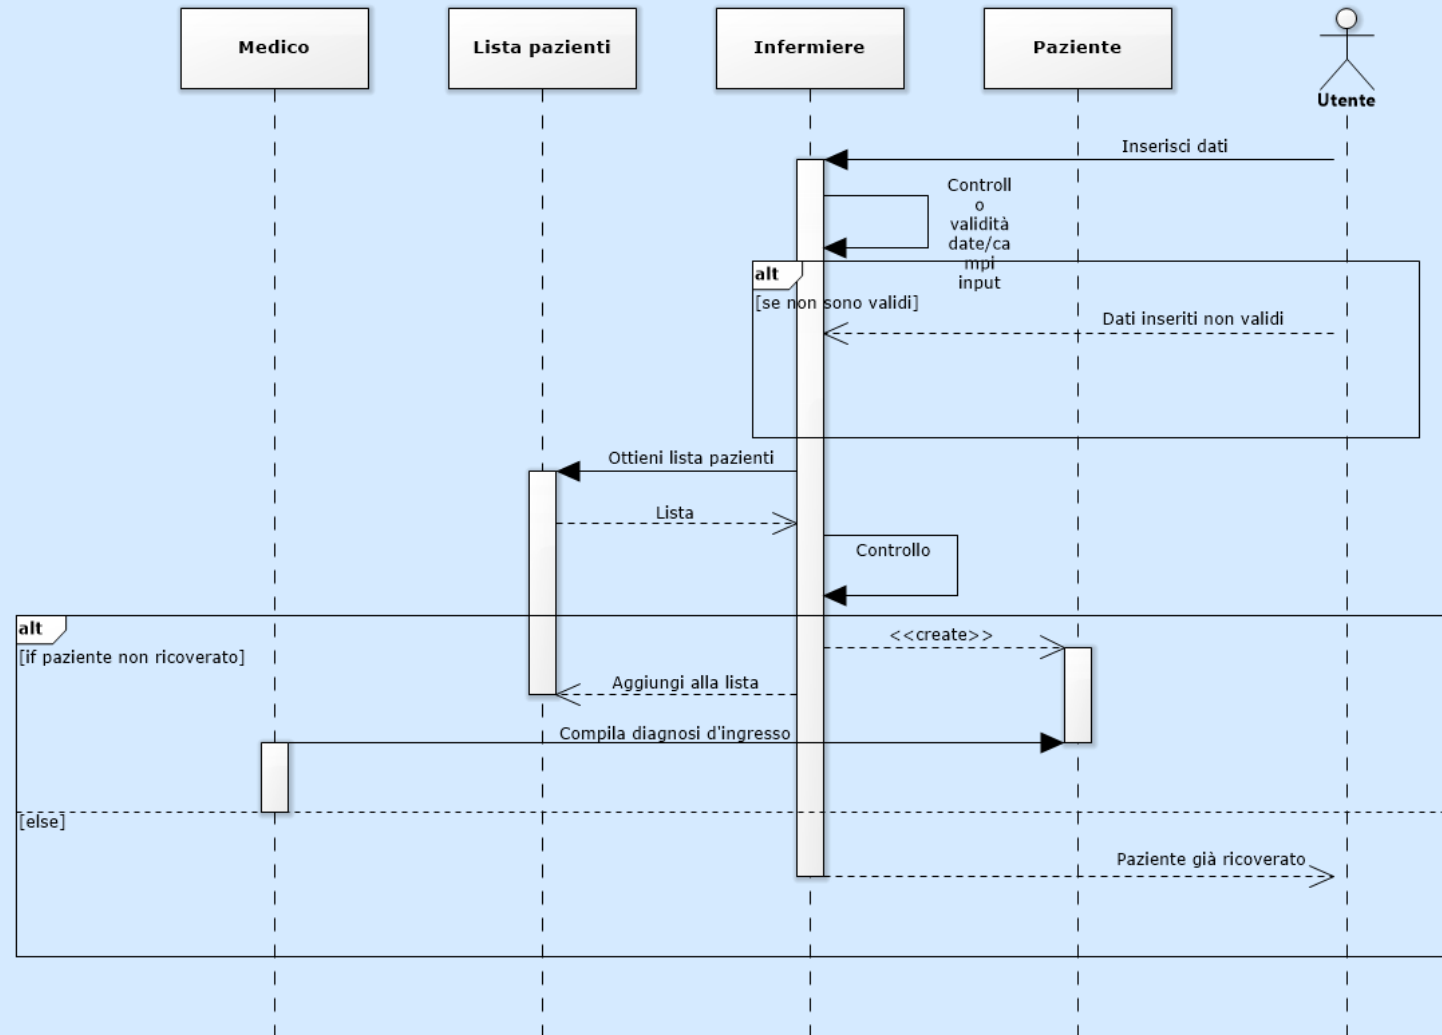 Medico
Lista pazienti
Infermiere
Paziente
Utente
Inserisci dati
Controll
o
validità
date/ca
mpi
input
alt
[se non sono validi]
Dati inseriti non validi
Ottieni lista pazienti
Lista
Controllo
alt
[if paziente non ricoverato]
<<create>>
Aggiungi alla lista
Compila diagnosi d'ingresso
[else]
Paziente già ricoverato